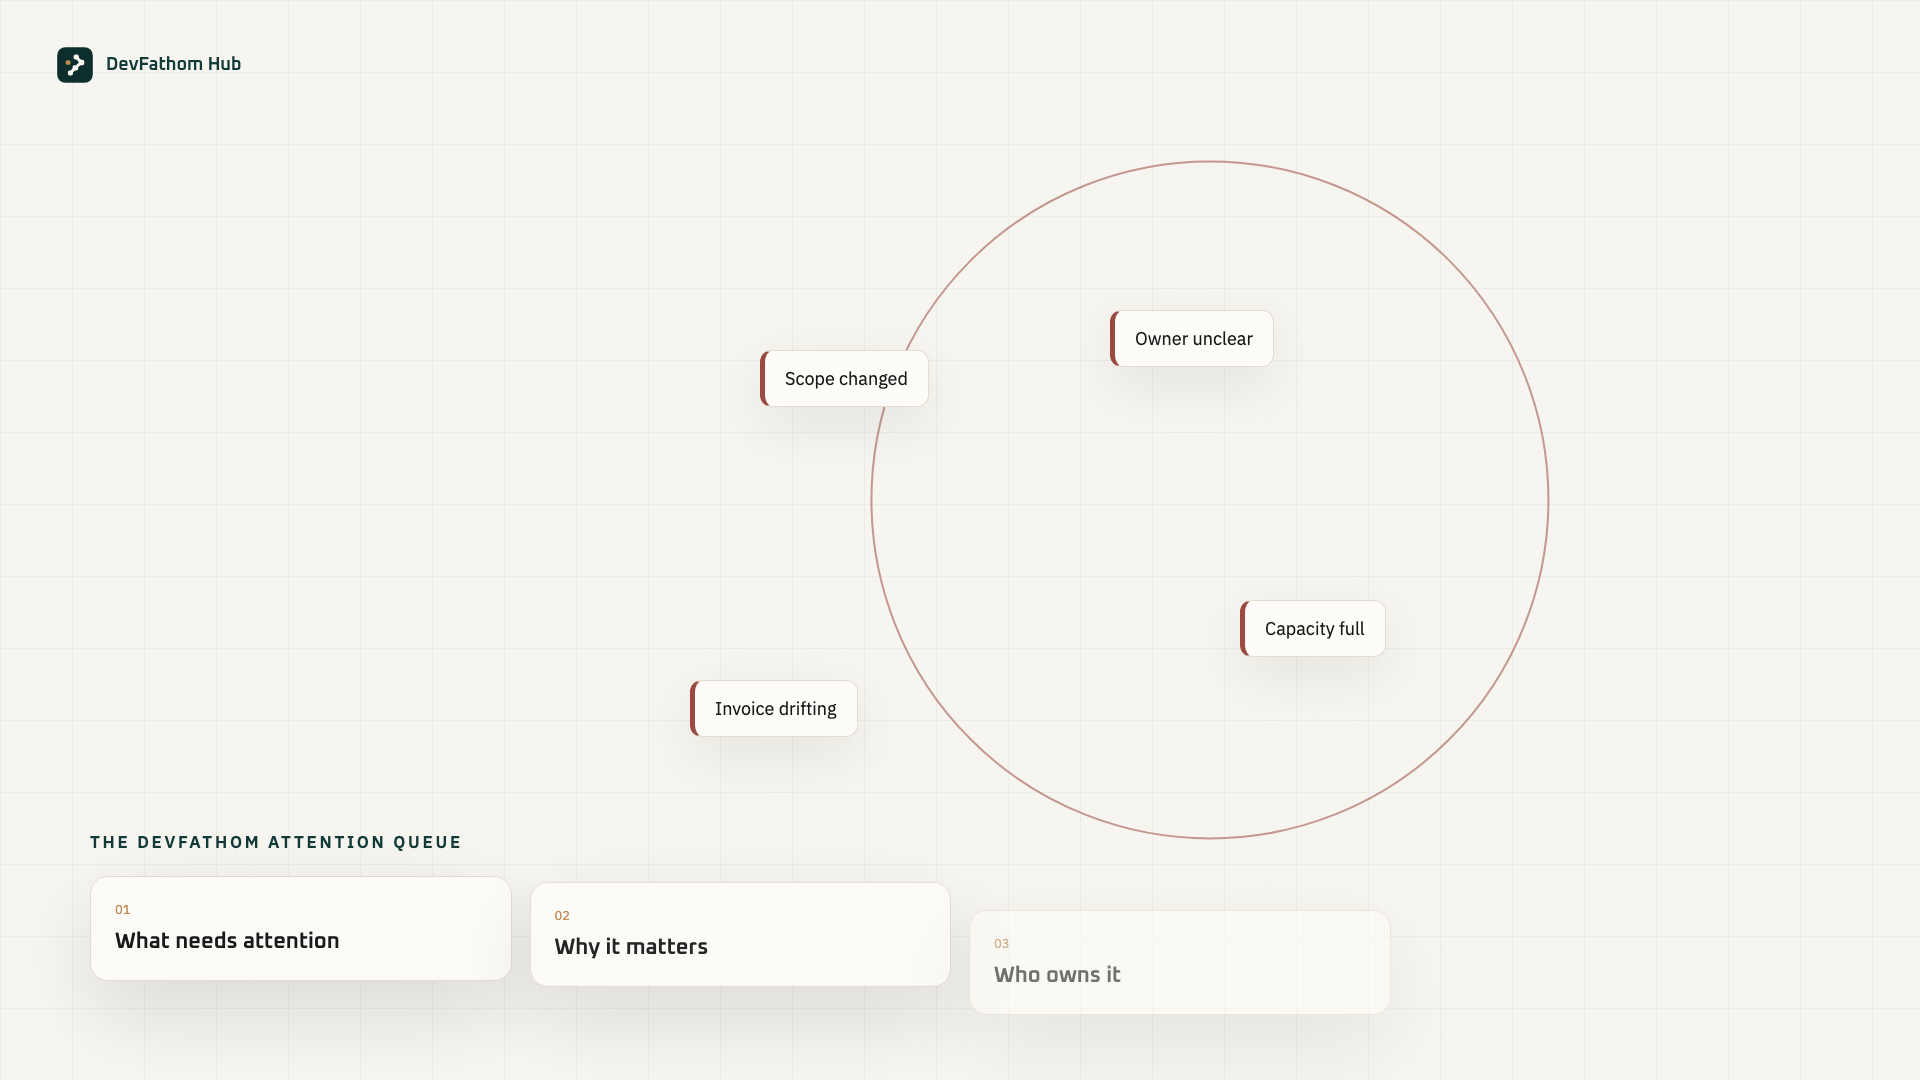 DevFathom Hub
Owner unclear
Scope changed
Capacity full
Invoice drifting
THE DEVFATHOM ATTENTION QUEUE
01
What needs attention
02
Why it matters
03
Who owns it